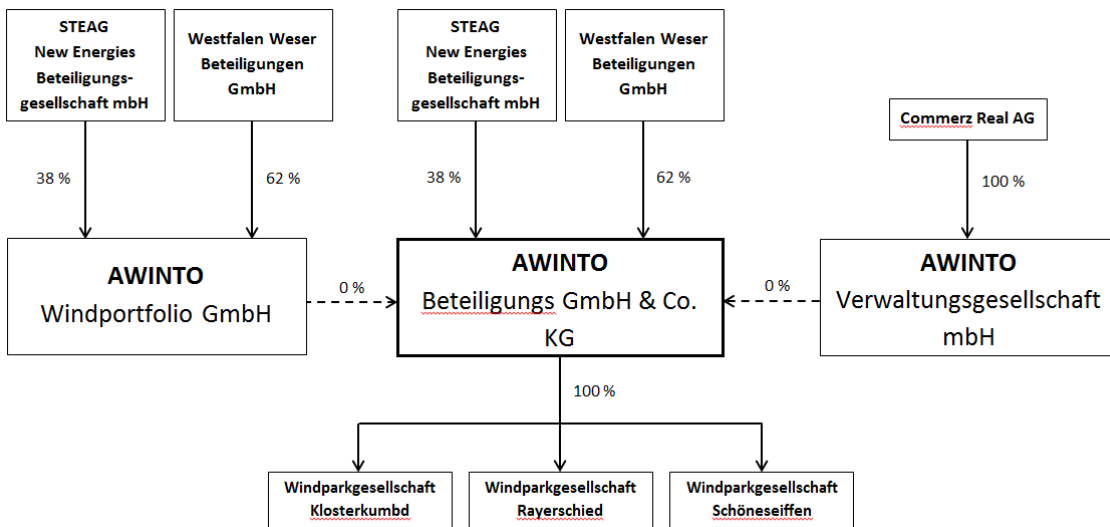 STEAG
New Energies
Beteiligungs-
gesellschaft mbH
Westfalen Weser
Beteiligungen
GmbH
STEAG
New Energies
Beteiligungs-
gesellschaft mbH
Westfalen Weser
Beteiligungen
GmbH
Commerz Real AG
38 %
62 %
38 %
62 %
100 %
AWINTO
Windportfolio GmbH
0 %
AWINTO
Beteiligungs GmbH & Co.
KG
0 %
AWINTO
Verwaltungsgesellschaft
mbH
100 %
Windparkgesellschaft
Klosterkumbd
Windparkgesellschaft
Rayerschied
Windparkgesellschaft
Schöneseiffen